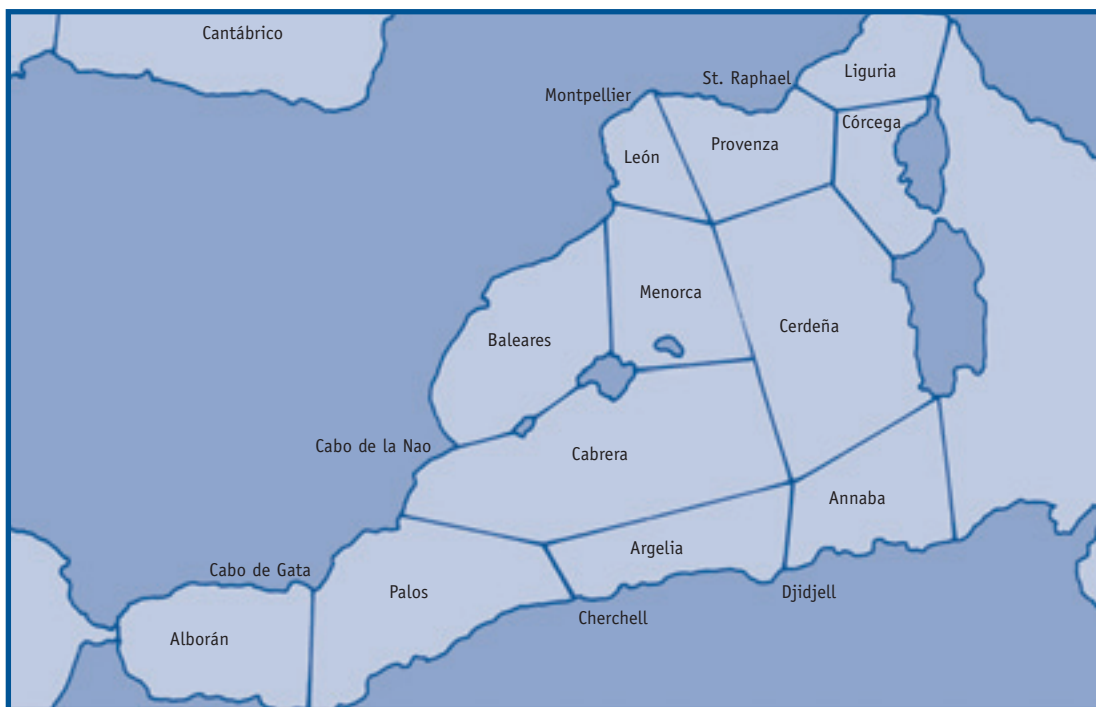 Cantábrico
St. Raphael
Liguria
Montpellier
Córcega
León
Provenza
Menorca
Cerdeña
Baleares
Cabo de la Nao
Cabrera
Annaba
Argelia
Cabo de Gata
Palos
Djidjell
Cherchell
Alborán